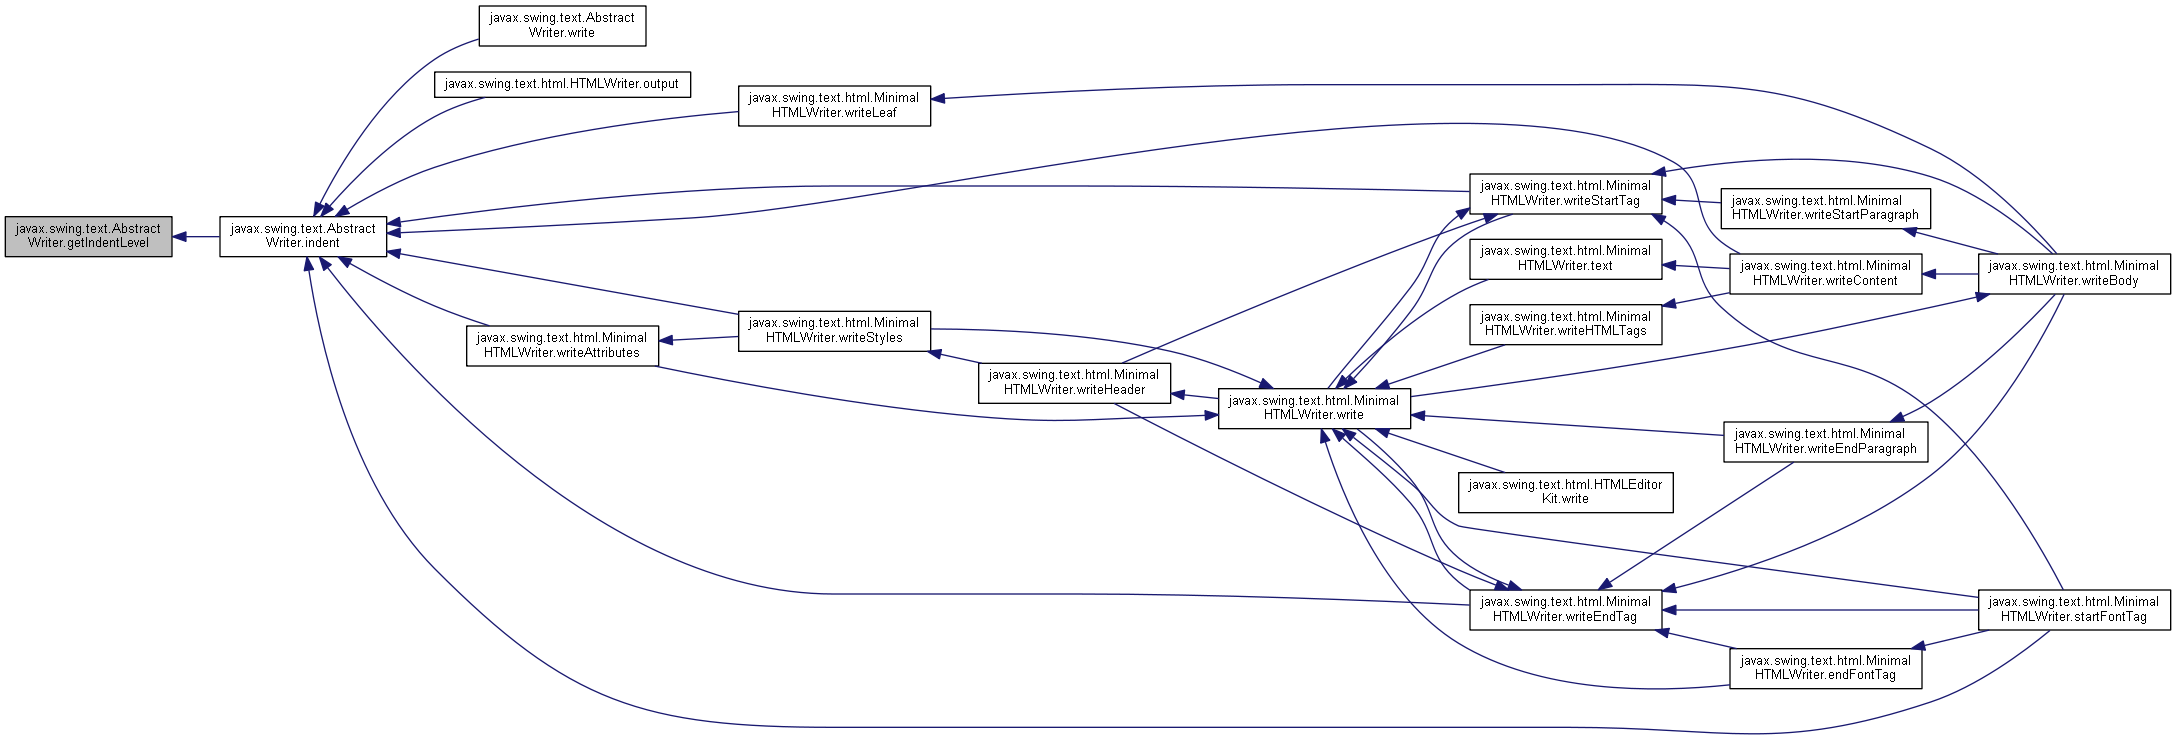 javax.swing.text.Abstract
Writer.write
javax.swing.text.html.HTMLWriter.output
javax.swing.text.html.Minimal
HTMLWriter.writeLeaf
javax.swing.text.html.Minimal
HTMLWriter.writeStartTag
javax.swing.text.html.Minimal
HTMLWriter.writeStartParagraph
javax.swing.text.Abstract
Writer.getIndentLevel
javax.swing.text.Abstract
Writer.indent
javax.swing.text.html.Minimal
HTMLWriter.text
javax.swing.text.html.Minimal
HTMLWriter.writeContent
javax.swing.text.html.Minimal
HTMLWriter.writeBody
javax.swing.text.html.Minimal
HTMLWriter.writeHTMLTags
javax.swing.text.html.Minimal
HTMLWriter.writeStyles
javax.swing.text.html.Minimal
HTMLWriter.writeAttributes
javax.swing.text.html.Minimal
HTMLWriter.writeHeader
javax.swing.text.html.Minimal
HTMLWriter.write
javax.swing.text.html.Minimal
HTMLWriter.writeEndParagraph
javax.swing.text.html.HTMLEditor
Kit.write
javax.swing.text.html.Minimal
HTMLWriter.writeEndTag
javax.swing.text.html.Minimal
HTMLWriter.startFontTag
javax.swing.text.html.Minimal
HTMLWriter.endFontTag